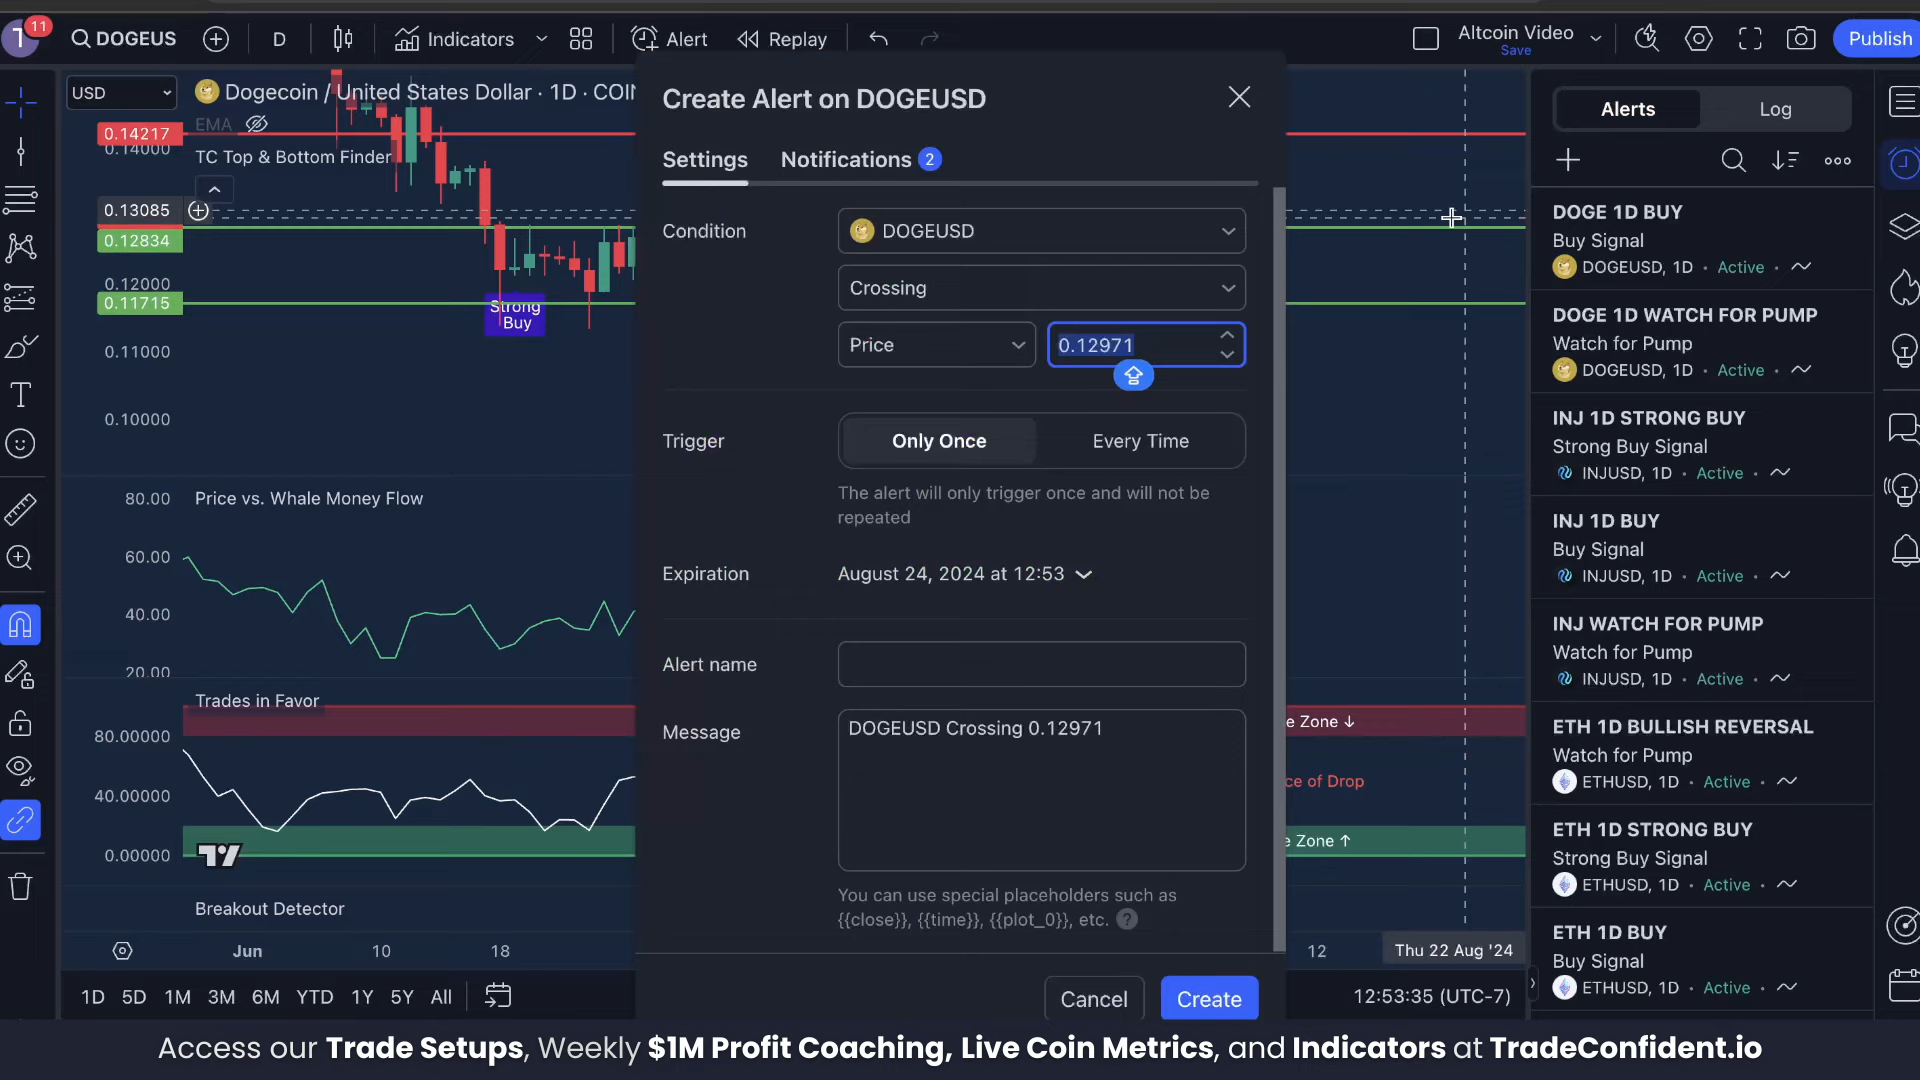 T 11 DOGEUS D Indicators Alert Replay Altcoin Video Save Publish
USD
Dogecoin / United States Dollar · 1D · COIN
EMA
TC Top & Bottom Finder
0.14217
0.14000
0.13085
0.12834
0.12000
0.11715
0.11000
0.10000
Strong
Buy
Price vs. Whale Money Flow
80.00
60.00
40.00
20.00
Trades in Favor
80.00000
40.00000
0.00000
Breakout Detector
Jun 10 18
1D 5D 1M 3M 6M YTD 1Y 5Y All
Create Alert on DOGEUSD
Settings Notifications 2
Condition DOGEUSD
Crossing
Price 0.12971
Trigger Only Once Every Time
The alert will only trigger once and will not be
repeated
Expiration August 24, 2024 at 12:53
Alert name
Message DOGEUSD Crossing 0.12971
You can use special placeholders such as
{{close}}, {{time}}, {{plot_0}}, etc. ?
Cancel Create
e Zone ↓
ce of Drop
e Zone ↑
12 Thu 22 Aug '24
12:53:35 (UTC-7)
Alerts Log
DOGE 1D BUY
Buy Signal
DOGEUSD, 1D · Active ·
DOGE 1D WATCH FOR PUMP
Watch for Pump
DOGEUSD, 1D · Active ·
INJ 1D STRONG BUY
Strong Buy Signal
INJUSD, 1D · Active ·
INJ 1D BUY
Buy Signal
INJUSD, 1D · Active ·
INJ WATCH FOR PUMP
Watch for Pump
INJUSD, 1D · Active ·
ETH 1D BULLISH REVERSAL
Watch for Pump
ETHUSD, 1D · Active ·
ETH 1D STRONG BUY
Strong Buy Signal
ETHUSD, 1D · Active ·
ETH 1D BUY
Buy Signal
ETHUSD, 1D · Active ·
Access our Trade Setups, Weekly $1M Profit Coaching, Live Coin Metrics, and Indicators at TradeConfident.io